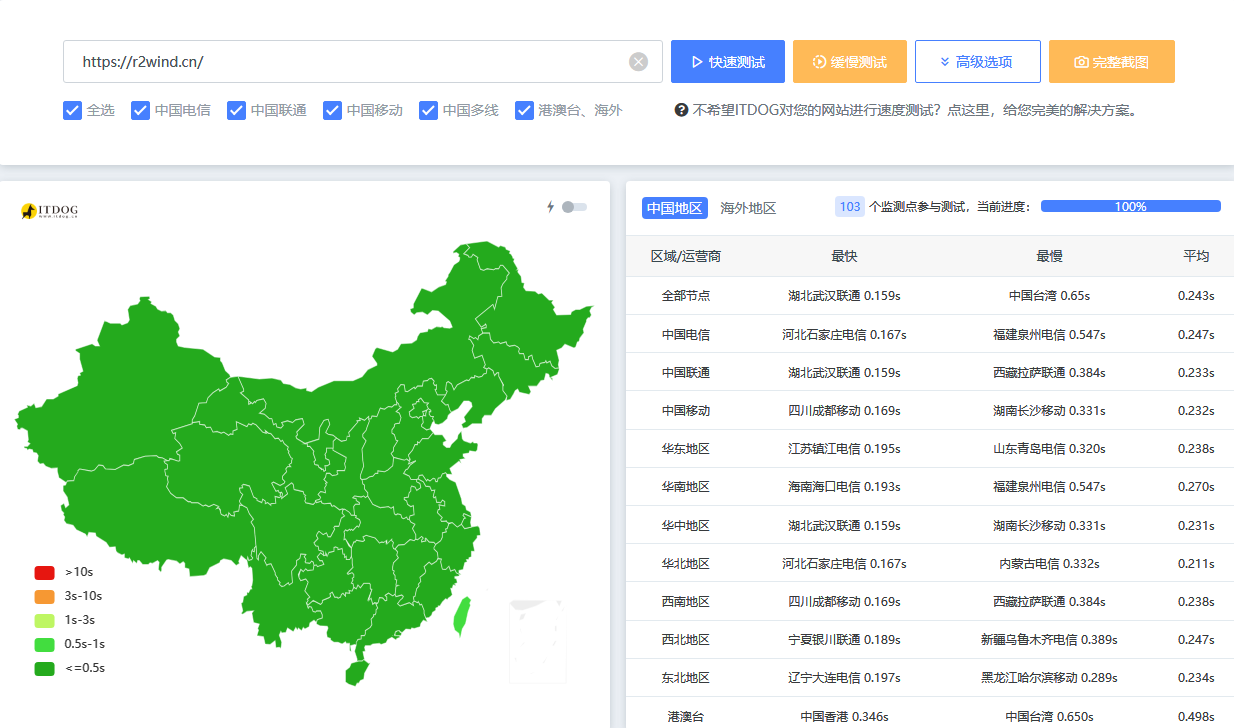 https://r2wind.cn/
快速测试
缓慢测试
高级选项
完整截图
全选 中国电信 中国联通 中国移动 中国多线 港澳台、海外
不希望ITDOG对您的网站进行速度测试？点这里，给您完美的解决方案。
ITDOG
www.itdog.cn
>10s
3s-10s
1s-3s
0.5s-1s
<=0.5s
中国地区 海外地区 103 个监测点参与测试，当前进度： 100%
区域/运营商 最快 最慢 平均
全部节点 湖北武汉联通 0.159s 中国台湾 0.65s 0.243s
中国电信 河北石家庄电信 0.167s 福建泉州电信 0.547s 0.247s
中国联通 湖北武汉联通 0.159s 西藏拉萨联通 0.384s 0.233s
中国移动 四川成都移动 0.169s 湖南长沙移动 0.331s 0.232s
华东地区 江苏镇江电信 0.195s 山东青岛电信 0.320s 0.238s
华南地区 海南海口电信 0.193s 福建泉州电信 0.547s 0.270s
华中地区 湖北武汉联通 0.159s 湖南长沙移动 0.331s 0.231s
华北地区 河北石家庄电信 0.167s 内蒙古电信 0.332s 0.211s
西南地区 四川成都移动 0.169s 西藏拉萨联通 0.384s 0.238s
西北地区 宁夏银川联通 0.189s 新疆乌鲁木齐电信 0.389s 0.247s
东北地区 辽宁大连电信 0.197s 黑龙江哈尔滨移动 0.289s 0.234s
港澳台 中国香港 0.346s 中国台湾 0.650s 0.498s